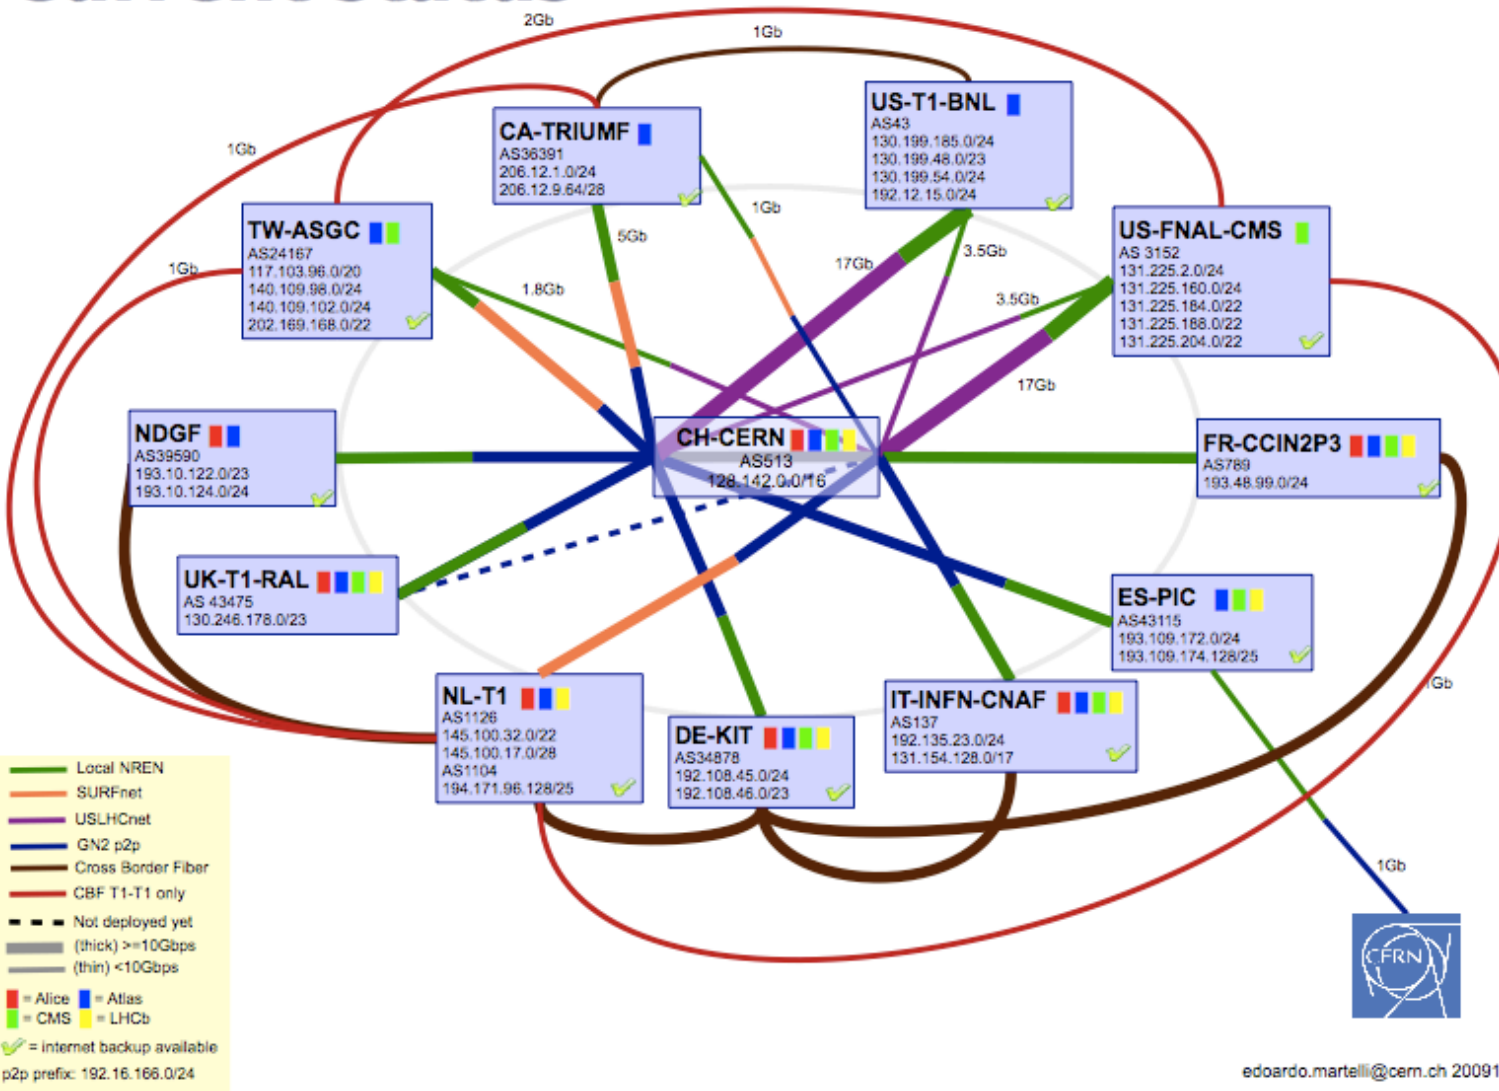 2Gb
1Gb
US-T1-BNL
AS43
130.199.185.0/24
130.199.48.0/23
130.199.54.0/24
192.12.15.0/24
CA-TRIUMF
AS36391
206.12.1.0/24
206.12.9.64/28
1Gb
1Gb
TW-ASGC
AS24167
117.103.96.0/20
140.109.98.0/24
140.109.102.0/24
202.169.168.0/22
US-FNAL-CMS
AS 3152
131.225.2.0/24
131.225.160.0/24
131.225.184.0/22
131.225.188.0/22
131.225.204.0/22
5Gb
17Gb
3.5Gb
1Gb
1.8Gb
3.5Gb
17Gb
NDGF
AS39590
193.10.122.0/23
193.10.124.0/24
CH-CERN
AS513
128.142.0.0/16
FR-CCIN2P3
AS789
193.48.99.0/24
UK-T1-RAL
AS 43475
130.246.178.0/23
ES-PIC
AS43115
193.109.172.0/24
193.109.174.128/25
NL-T1
AS1126
145.100.32.0/22
145.100.17.0/28
AS1104
194.171.96.128/25
DE-KIT
AS34878
192.108.45.0/24
192.108.46.0/23
IT-INFN-CNAF
AS137
192.135.23.0/24
131.154.128.0/17
1Gb
1Gb
CERN
Local NREN
SURFnet
USLHCnet
GN2 p2p
Cross Border Fiber
CBF T1-T1 only
Not deployed yet
(thick) >=10Gbps
(thin) <10Gbps
= Alice = Atlas
= CMS = LHCb
= internet backup available
p2p prefix: 192.16.166.0/24
edoardo.martelli@cern.ch 20091